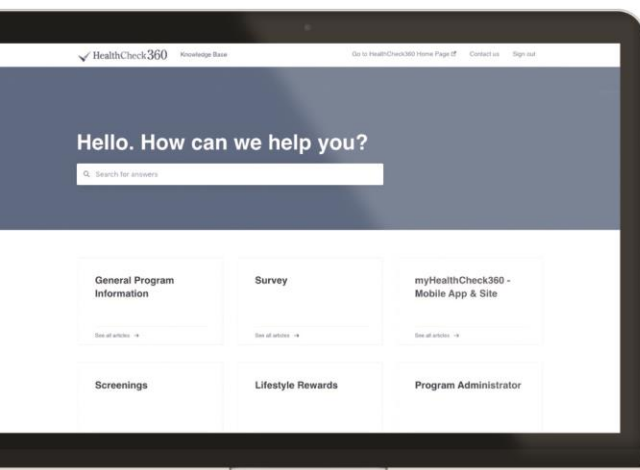 HealthCheck360 Knowledge Base Go to HealthCheck360 Home Page Contact us Sign out
Hello. How can we help you?
Search for answers
General Program Information
Survey
myHealthCheck360 - Mobile App & Site
See all articles → See all articles → See all articles →
Screenings
Lifestyle Rewards
Program Administrator